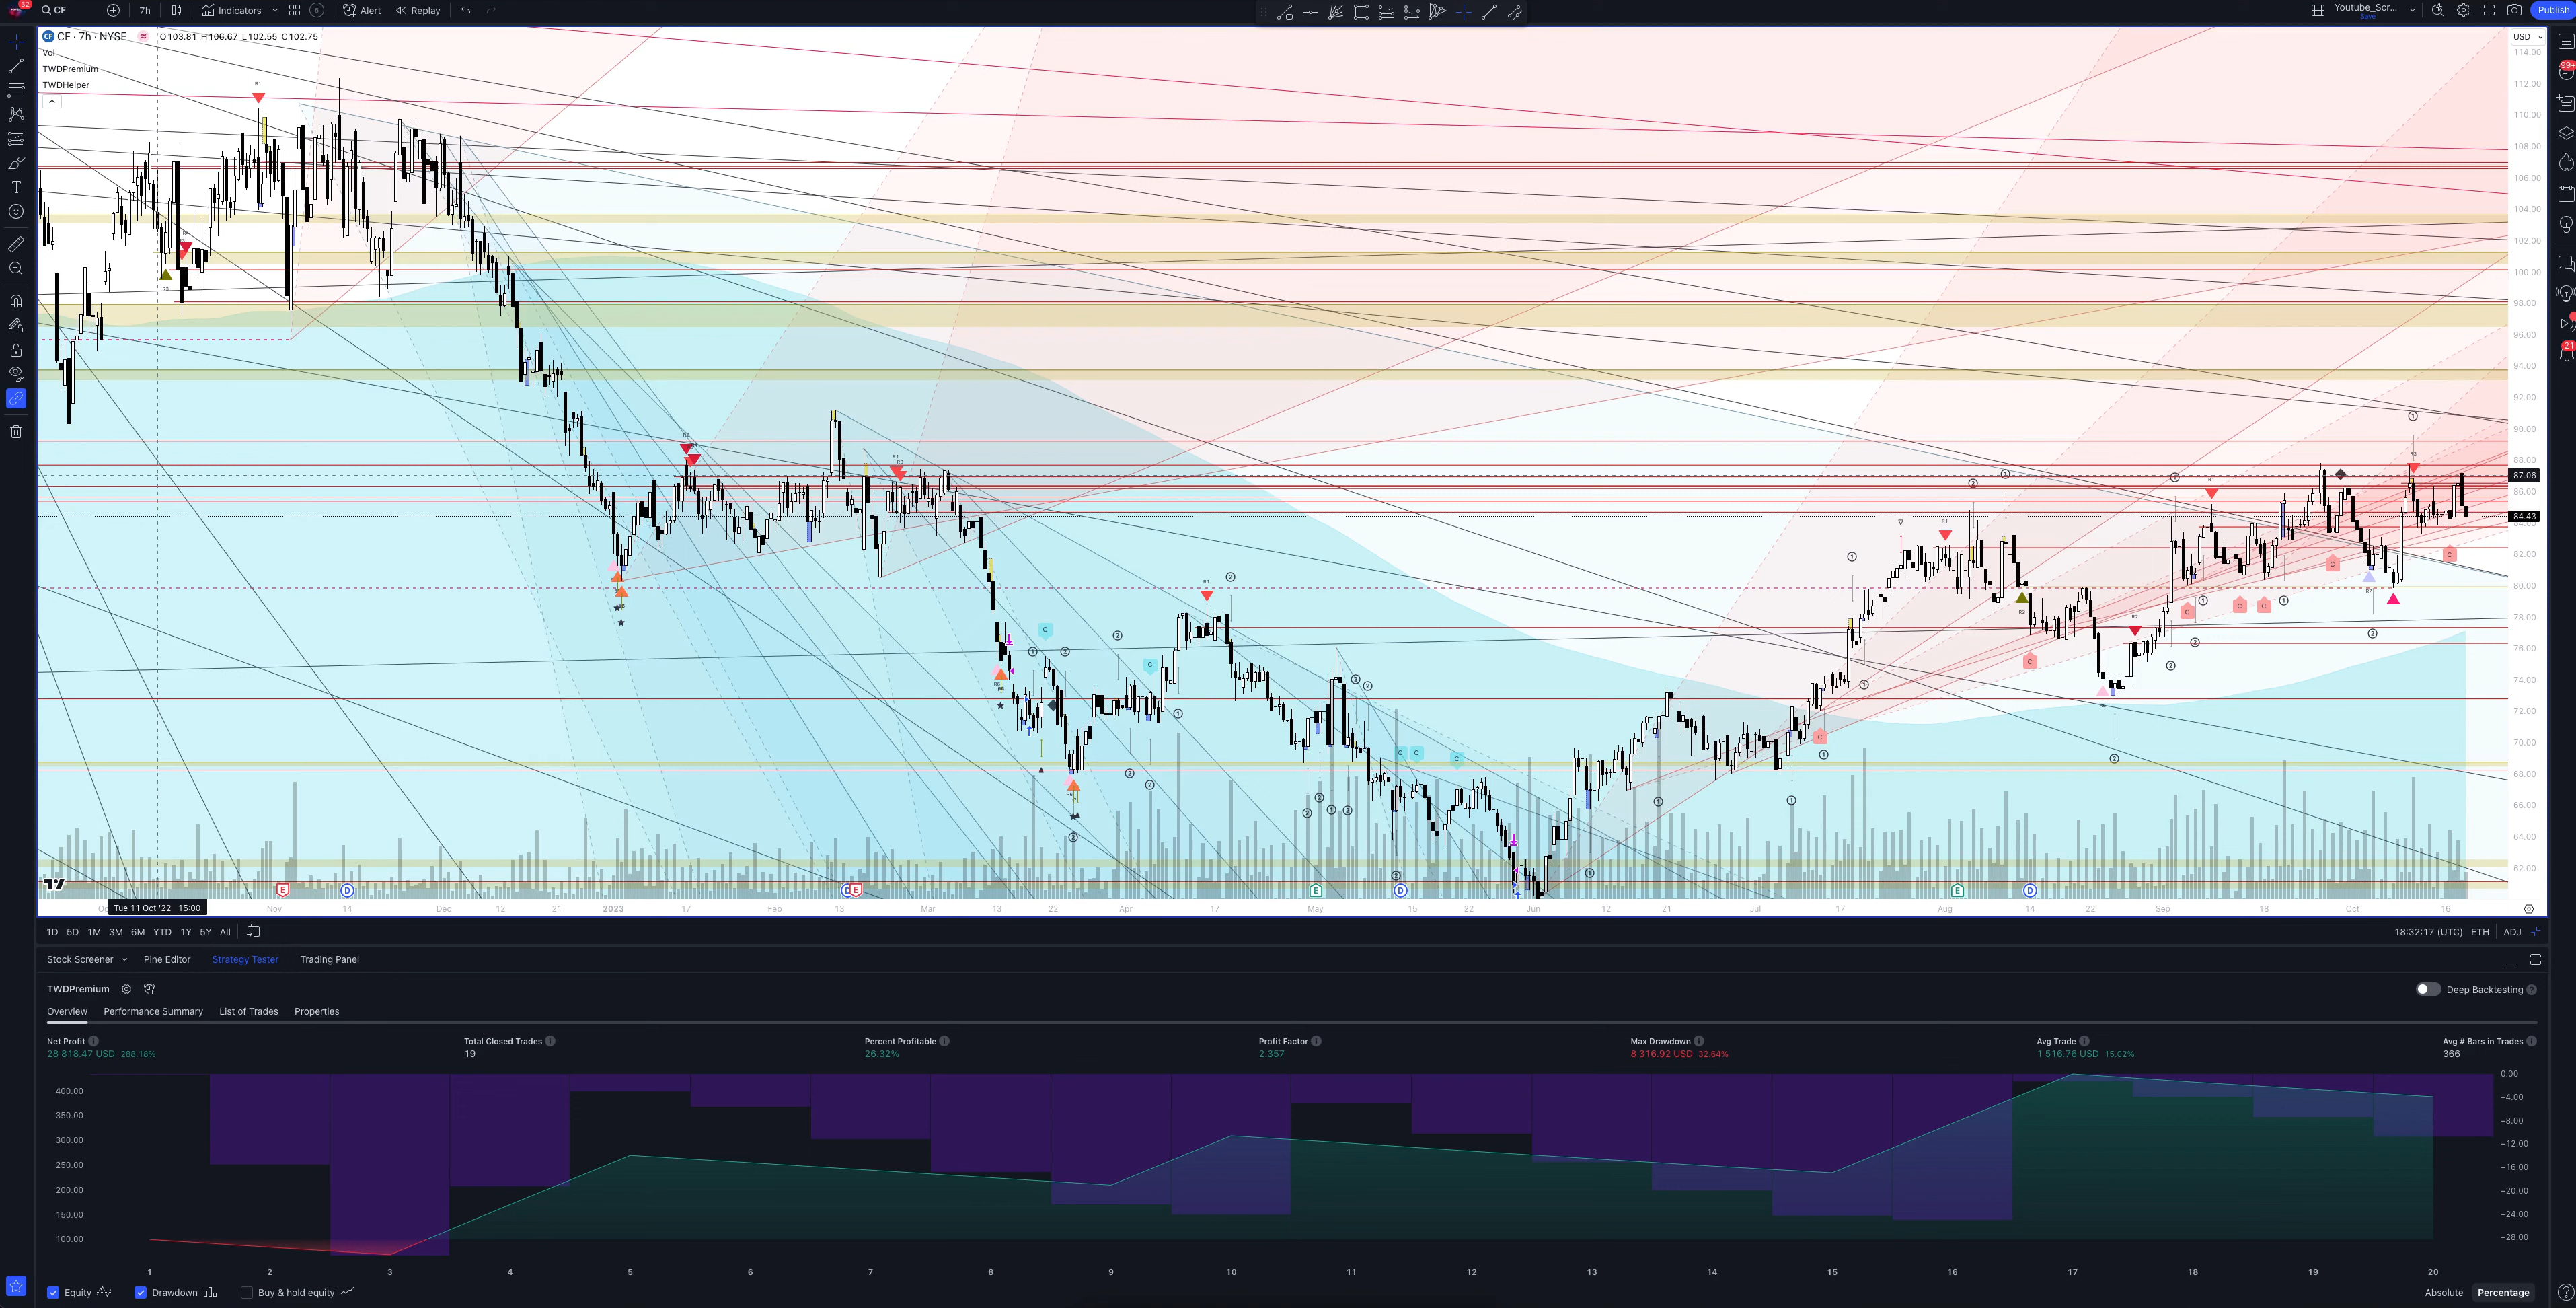 32
CF
7h
Indicators
Alert
Replay
Youtube_Scr...
Save
Publish
CF · 7h · NYSE O103.81 H106.67 L102.55 C102.75
USD
Vol
TWDPremium
TWDHelper
114.00
112.00
110.00
108.00
106.00
104.00
102.00
100.00
98.00
96.00
94.00
92.00
90.00
88.00
87.06
86.00
84.43
82.00
80.00
78.00
76.00
74.00
72.00
70.00
68.00
66.00
64.00
62.00
99+
21
Tue 11 Oct '22 15:00
Nov 14 Dec 12 21 2023 17 Feb 13 Mar 13 22 Apr 17 May 15 22 Jun 12 21 Jul 17 Aug 14 22 Sep 18 Oct 16
1D 5D 1M 3M 6M YTD 1Y 5Y All
18:32:17 (UTC) ETH ADJ
Stock Screener Pine Editor Strategy Tester Trading Panel
TWDPremium
Deep Backtesting
Overview Performance Summary List of Trades Properties
Net Profit Total Closed Trades Percent Profitable Profit Factor Max Drawdown Avg Trade Avg # Bars in Trades
28 818.47 USD 288.18% 19 26.32% 2.357 8 316.92 USD 32.64% 1 516.76 USD 15.02% 366
400.00
350.00
300.00
250.00
200.00
150.00
100.00
0.00
−4.00
−8.00
−12.00
−16.00
−20.00
−24.00
−28.00
1 2 3 4 5 6 7 8 9 10 11 12 13 14 15 16 17 18 19 20
Equity Drawdown Buy & hold equity
Absolute Percentage